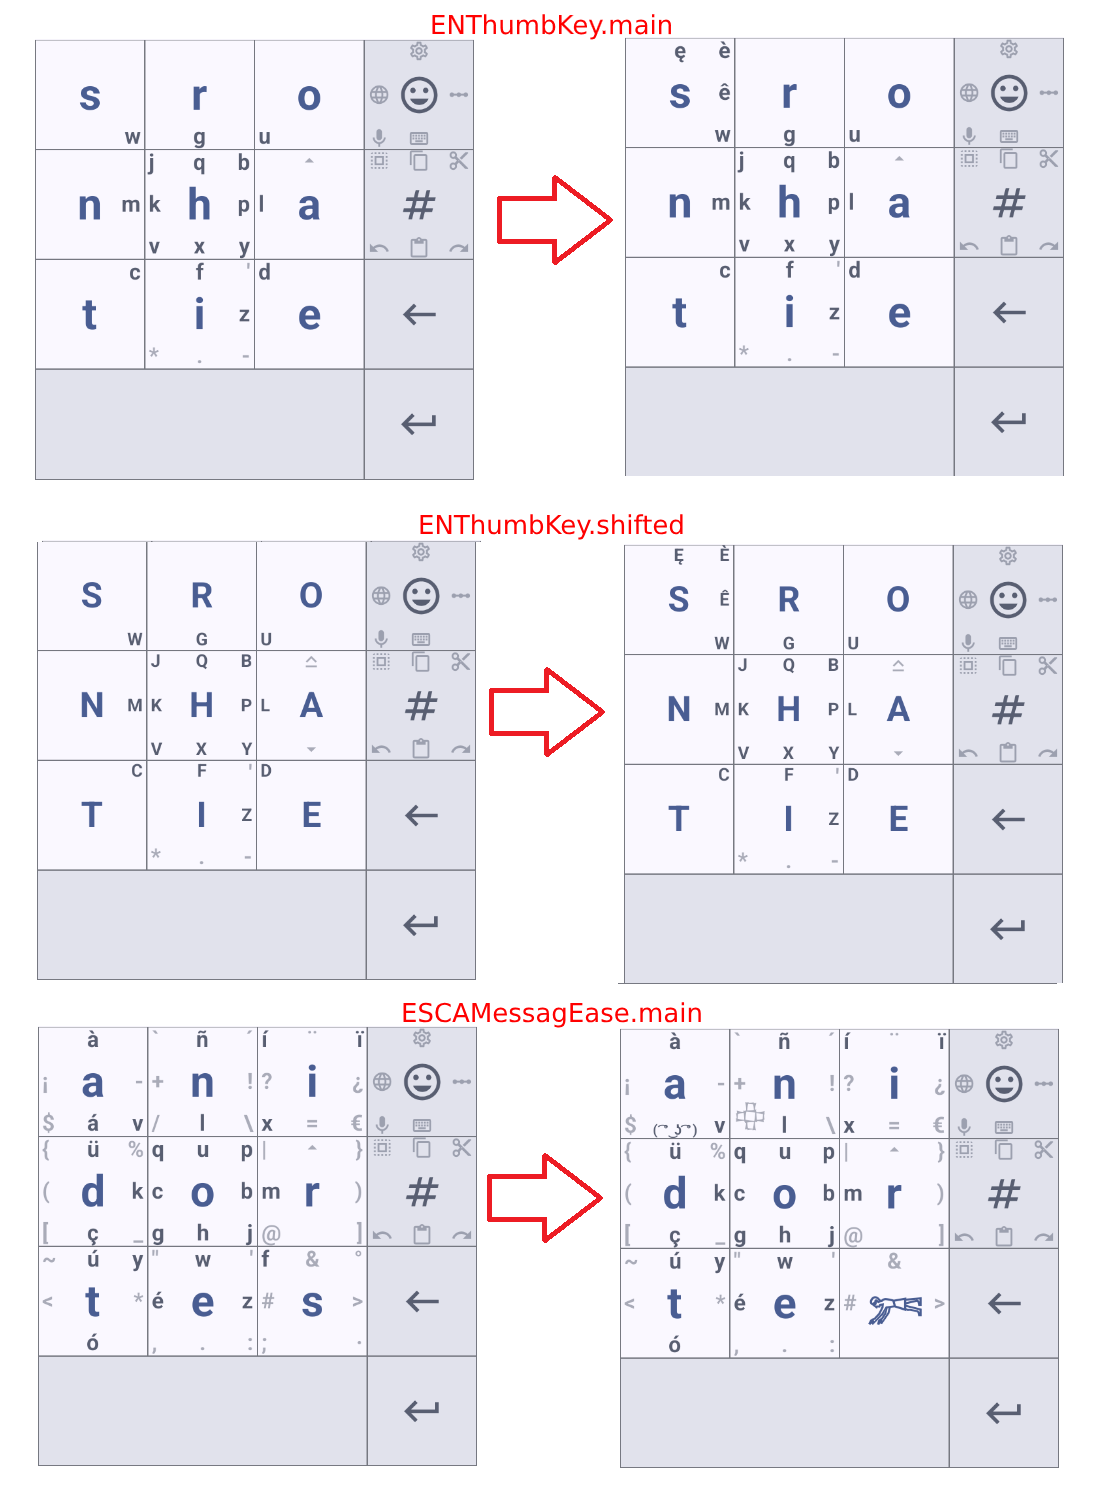 ENThumbKey.main
s r o
w g u
j q b
n m k h p l a #
v x y
c f ' d
t i z e
* . -
ę è
s ê r o
w g u
j q b
n m k h p l a #
v x y
c f ' d
t i z e
* . -
ENThumbKey.shifted
S R O
W G U
J Q B
N M K H P L A #
V X Y
C F ' D
T I Z E
* . -
Ę È
S Ê R O
W G U
J Q B
N M K H P L A #
V X Y
C F ' D
T I Z E
* . -
ESCAMessagEase.main
à ` ñ ´ í ¨ ï
¡ a - + n ! ? i ¿
$ á v / l \ x = €
{ ü % q u p | }
( d k c o b m r ) #
[ ç _ g h j @ ]
~ ú y " w ' f & °
< t * é e z # s >
ó , . : ; ·
à ` ñ ´ í ¨ ï
¡ a - + n ! ? i ¿
$ ( ͡° ͜ʖ ͡°) v l \ x = €
{ ü % q u p | }
( d k c o b m r ) #
[ ç _ g h j @ ]
~ ú y " w ' &
< t * é e z # >
ó , . :